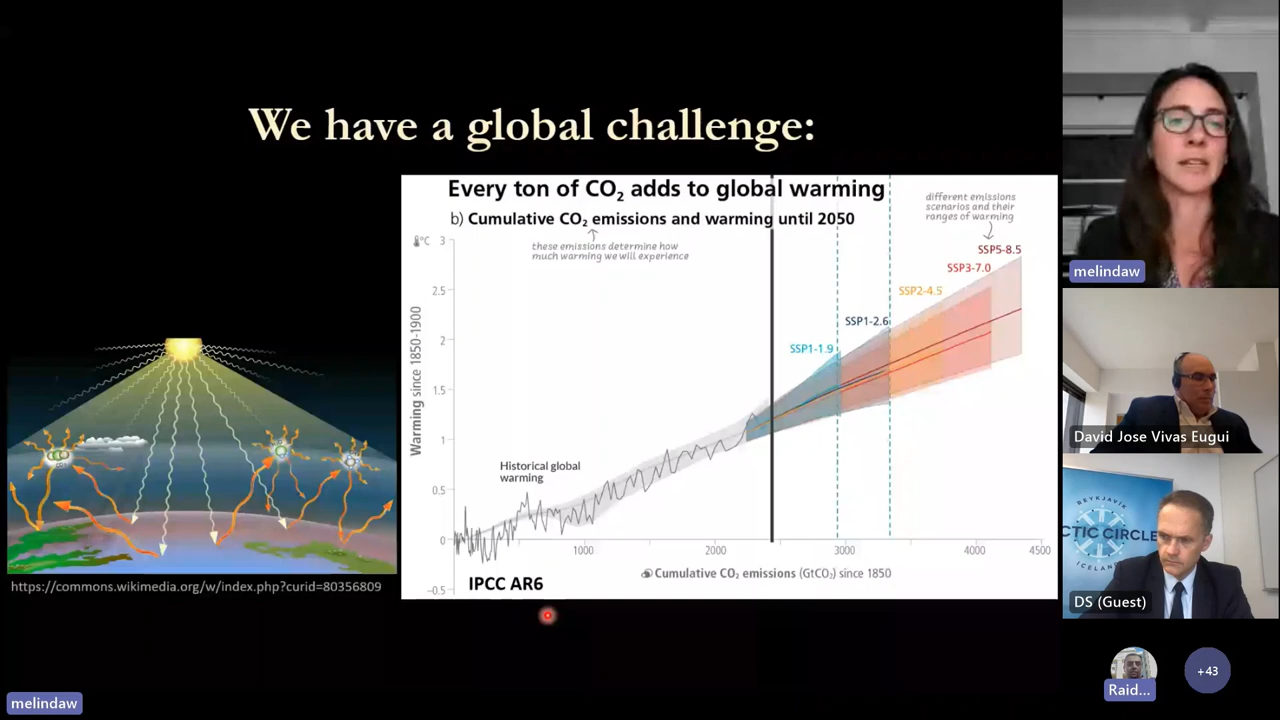 We have a global challenge:
Every ton of CO₂ adds to global warming
b) Cumulative CO₂ emissions and warming until 2050
these emissions determine how
much warming we will experience
different emissions
scenarios and their
ranges of warming
°C
3
2.5
2
1.5
1
0.5
0
−0.5
Warming since 1850-1900
SSP5-8.5
SSP3-7.0
SSP2-4.5
SSP1-2.6
SSP1-1.9
Historical global
warming
1000
2000
3000
4000
4500
Cumulative CO₂ emissions (GtCO₂) since 1850
IPCC AR6
https://commons.wikimedia.org/w/index.php?curid=80356809
melindaw
melindaw
David Jose Vivas Eugui
REYKJAVÍK
CTIC CIRCLE
ICELAND
DS (Guest)
Raid...
+43